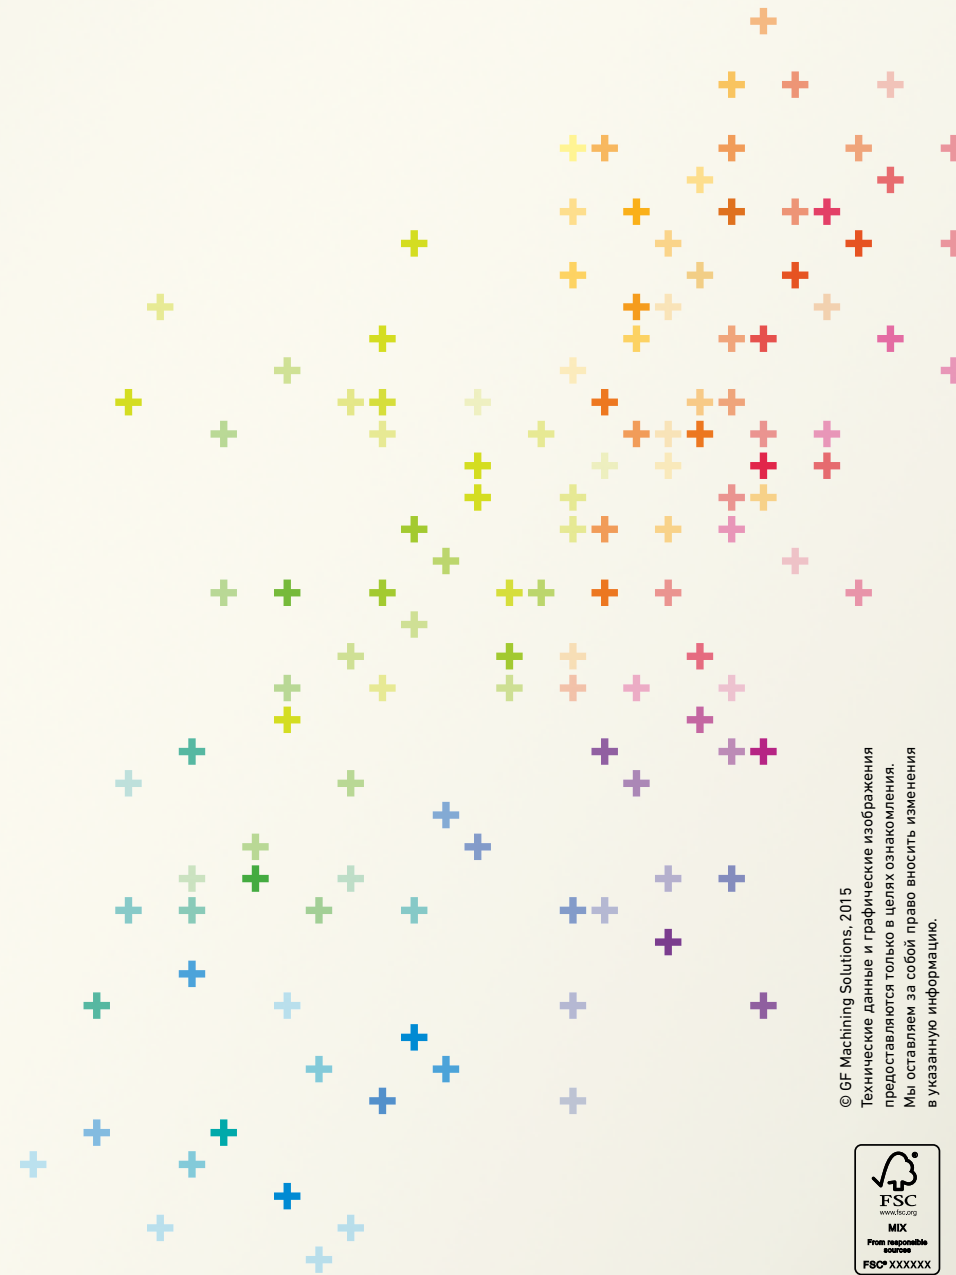 © GF Machining Solutions, 2015
Технические данные и графические изображения
предоставляются только в целях ознакомления.
Мы оставляем за собой право вносить изменения
в указанную информацию.
FSC
www.fsc.org
MIX
From responsible
sources
FSC® XXXXXX